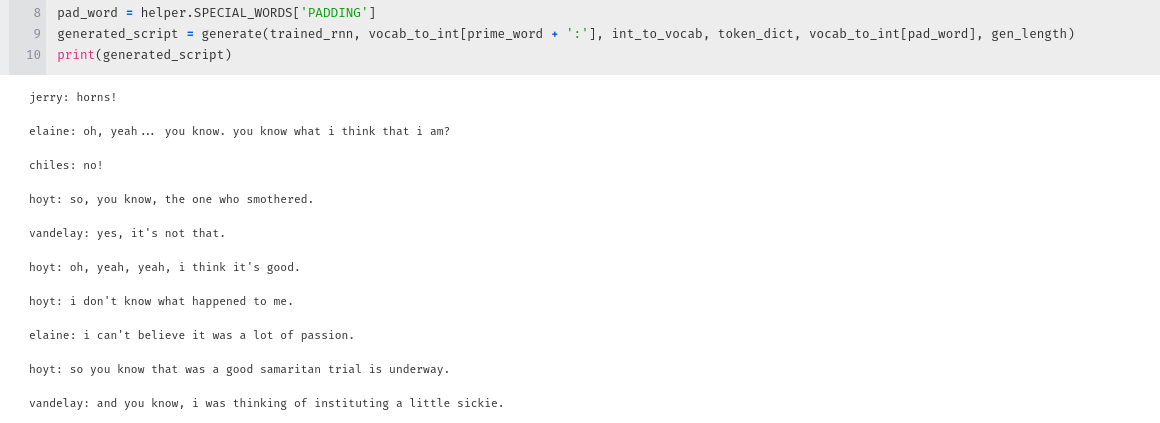 8 pad_word = helper.SPECIAL_WORDS['PADDING']
9 generated_script = generate(trained_rnn, vocab_to_int[prime_word + ':'], int_to_vocab, token_dict, vocab_to_int[pad_word], gen_length)
10 print(generated_script)
jerry: horns!
elaine: oh, yeah... you know. you know what i think that i am?
chiles: no!
hoyt: so, you know, the one who smothered.
vandelay: yes, it's not that.
hoyt: oh, yeah, yeah, i think it's good.
hoyt: i don't know what happened to me.
elaine: i can't believe it was a lot of passion.
hoyt: so you know that was a good samaritan trial is underway.
vandelay: and you know, i was thinking of instituting a little sickie.